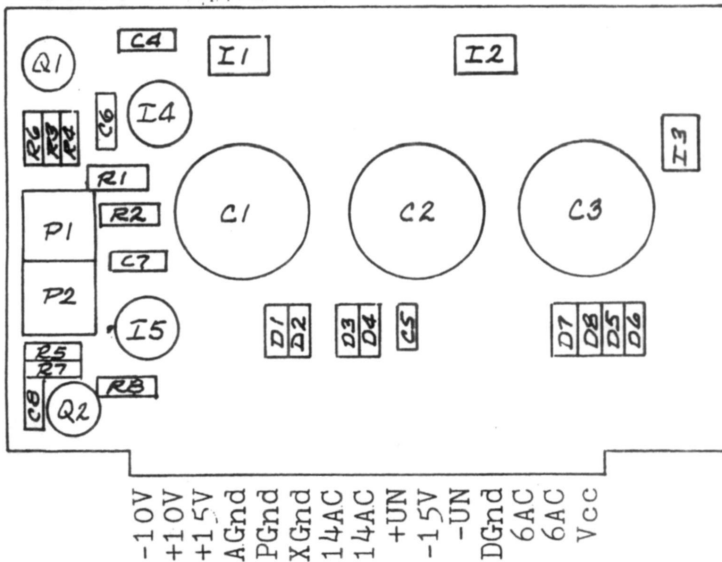 C4
Q1
I1
I2
I4
C6
R6
R3
R4
I3
R1
R2
C1
C2
C3
P1
C7
P2
I5
D1
D2
D3
D4
C5
D7
D8
D5
D6
R5
R7
R8
C8
Q2
-10V
+10V
+15V
AGnd
PGnd
XGnd
14AC
14AC
+UN
-15V
-UN
DGnd
6AC
6AC
Vcc